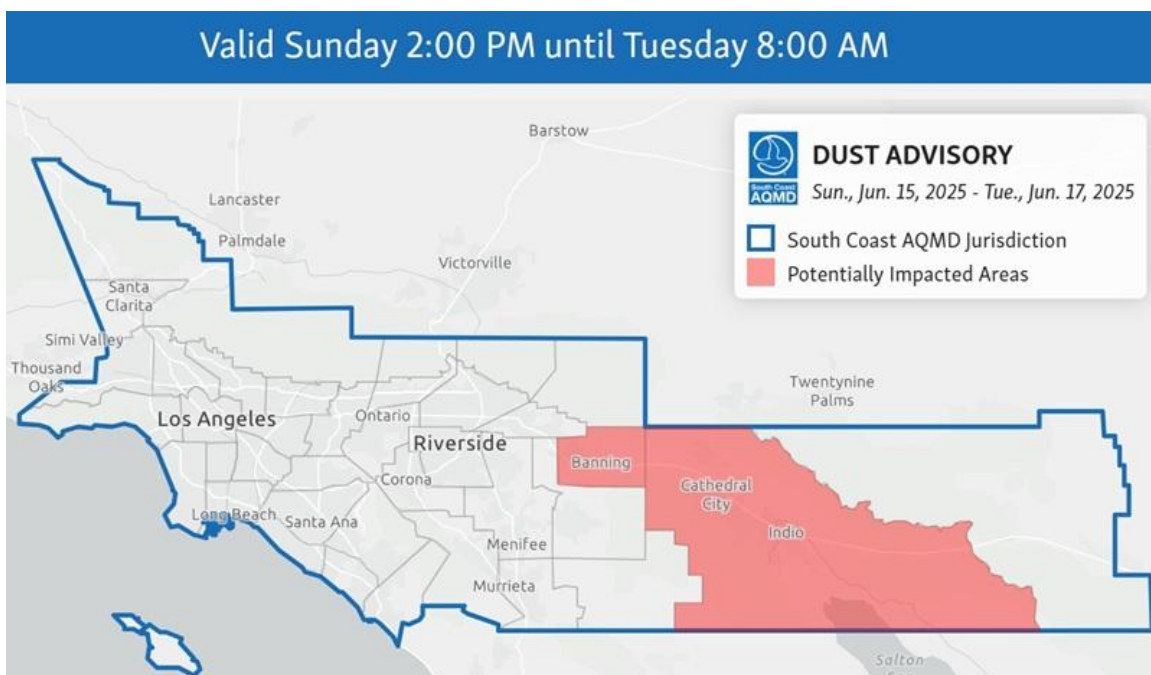 Valid Sunday 2:00 PM until Tuesday 8:00 AM
Barstow
South Coast
AQMD
DUST ADVISORY
Sun., Jun. 15, 2025 - Tue., Jun. 17, 2025
South Coast AQMD Jurisdiction
Potentially Impacted Areas
Lancaster
Palmdale
Victorville
Santa
Clarita
Simi Valley
Thousand
Oaks
Twentynine
Palms
Los Angeles
Ontario
Riverside
Banning
Corona
Cathedral
City
Long Beach
Santa Ana
Indio
Menifee
Murrieta
Salton